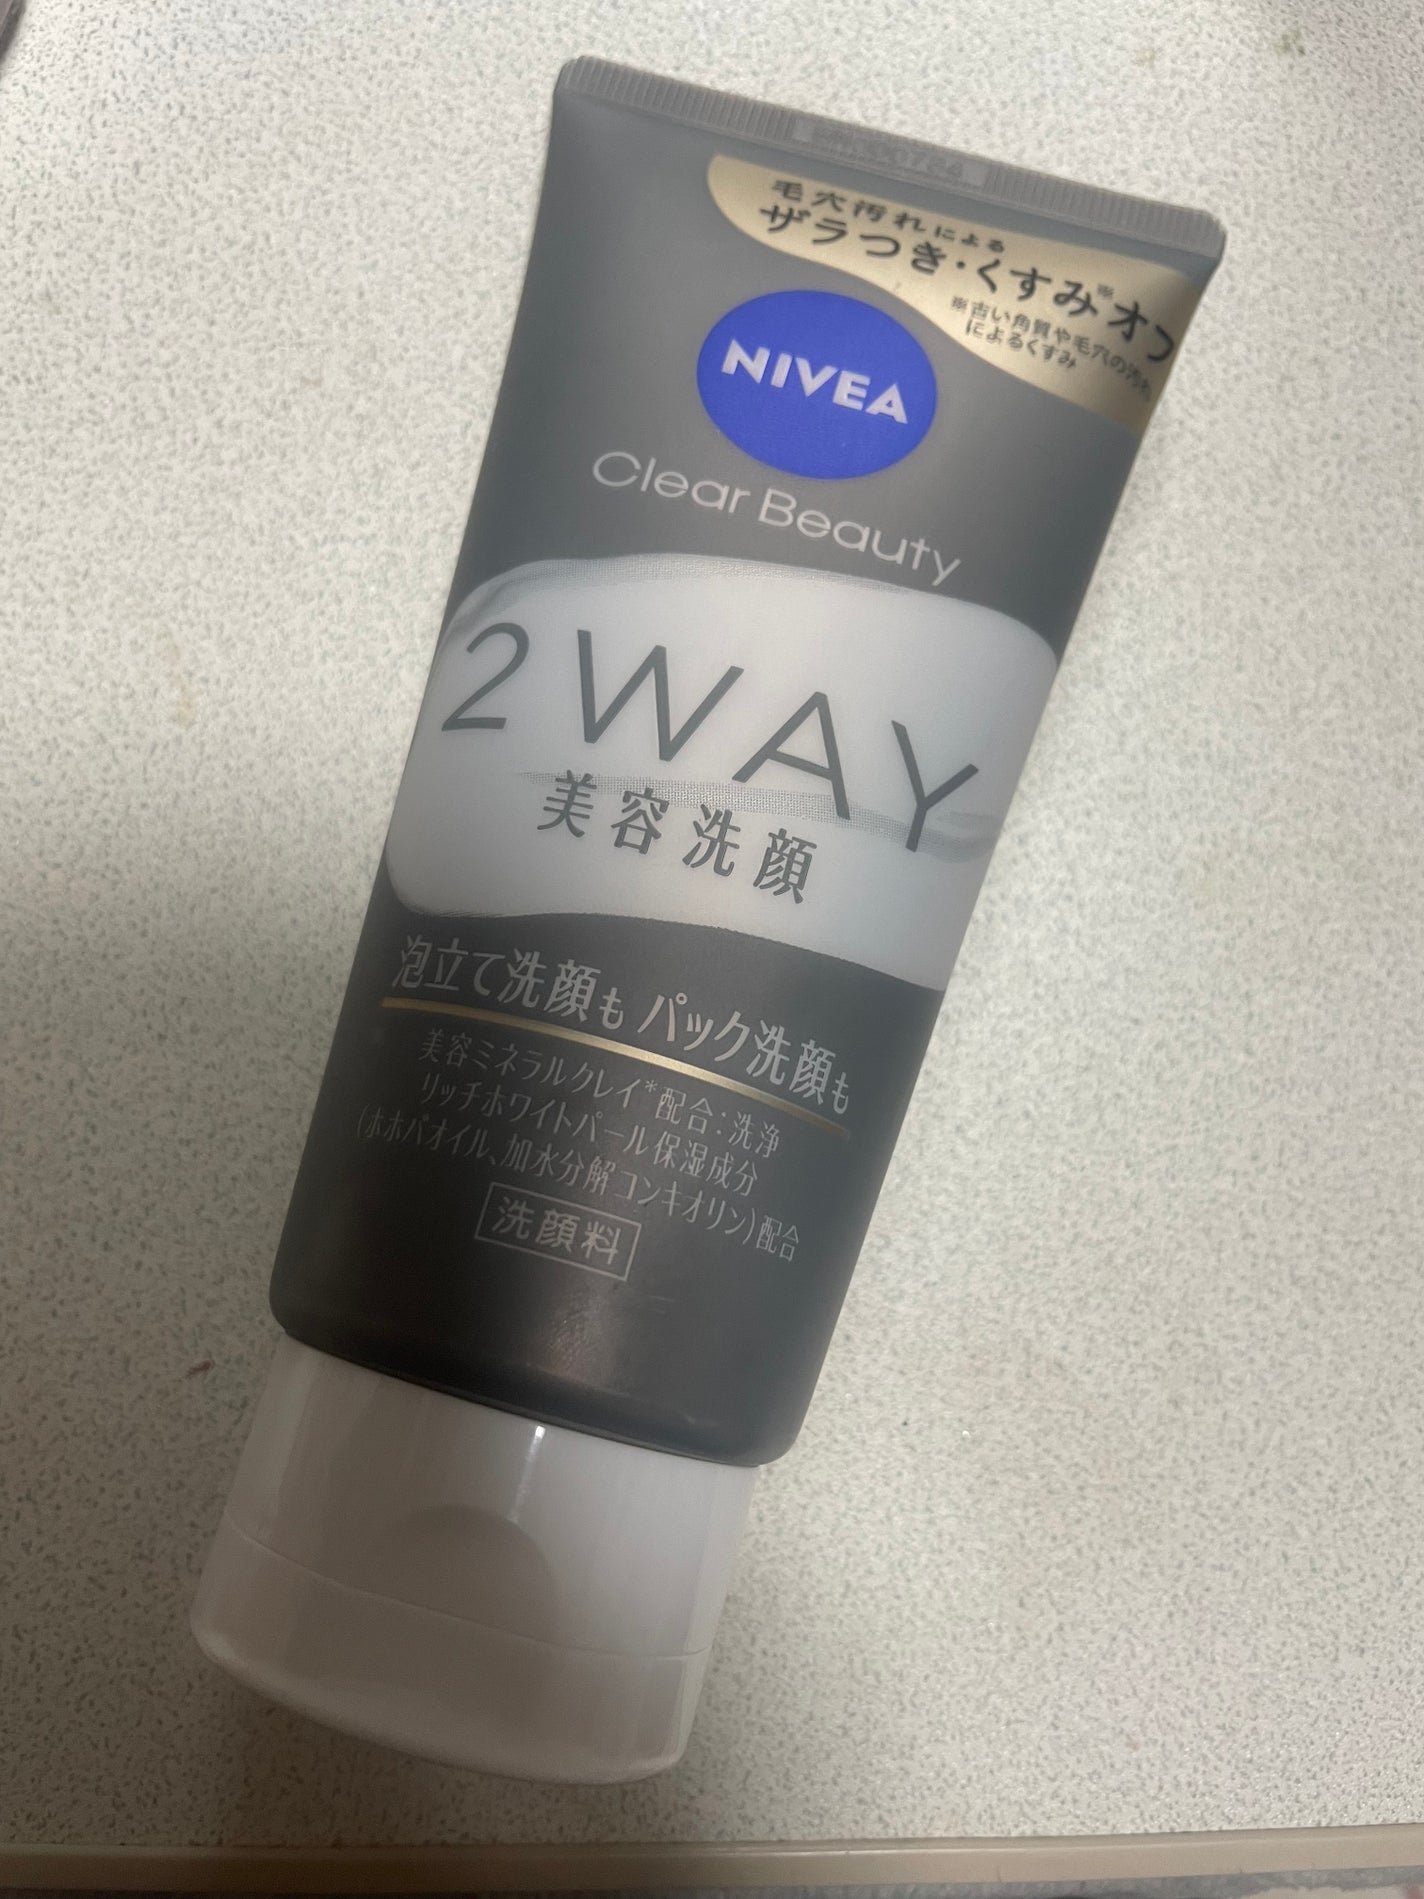 毛穴汚れによる
ザラつき・くすみ※オフ
※古い角質や毛穴の汚れ
によるくすみ
NIVEA
Clear Beauty
2WAY
美容洗顔
泡立て洗顔も パック洗顔も
美容ミネラルクレイ*配合:洗浄
リッチホワイトパール保湿成分
(ホホバオイル、加水分解コンキオリン)配合
洗顔料